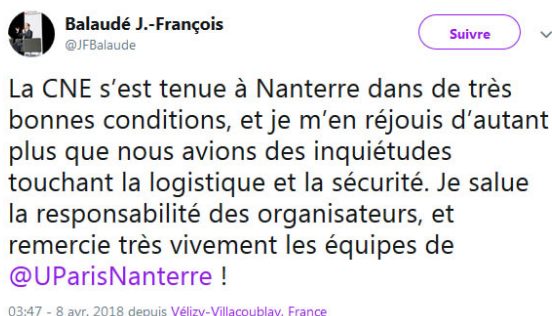 Balaudé J.-François
@JFBalaude
Suivre
La CNE s’est tenue à Nanterre dans de très
bonnes conditions, et je m’en réjouis d’autant
plus que nous avions des inquiétudes
touchant la logistique et la sécurité. Je salue
la responsabilité des organisateurs, et
remercie très vivement les équipes de
@UParisNanterre !
03:47 - 8 avr. 2018 depuis Vélizy-Villacoublay, France